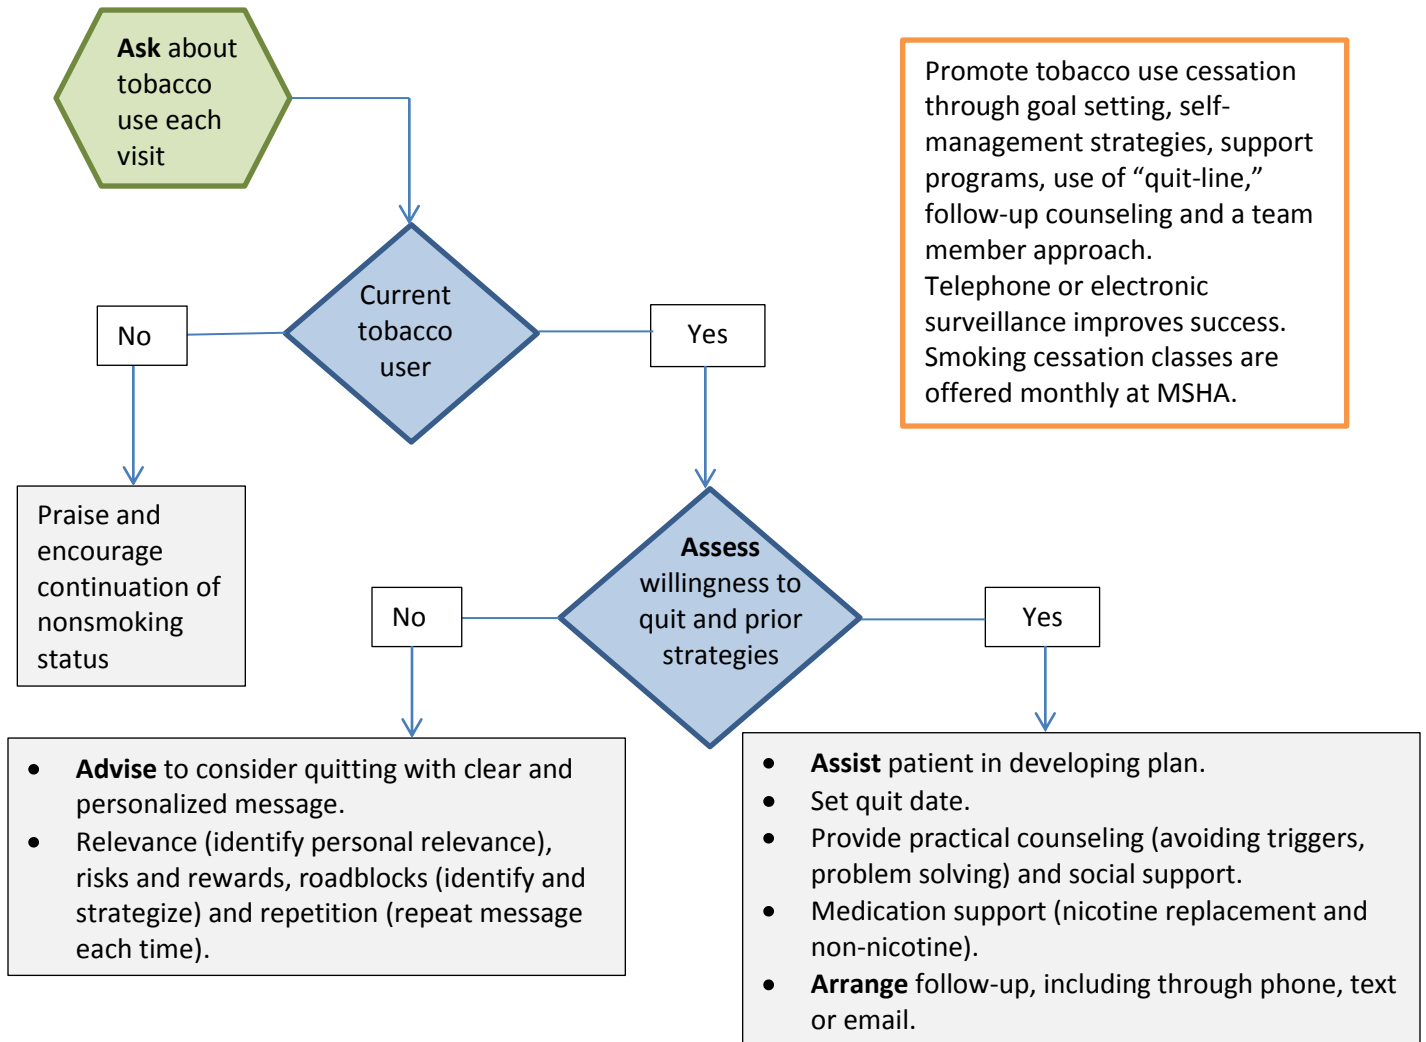 Ask about
tobacco
use each
visit
Promote tobacco use cessation
through goal setting, self-
management strategies, support
programs, use of “quit-line,”
follow-up counseling and a team
member approach.
Telephone or electronic
surveillance improves success.
Smoking cessation classes are
offered monthly at MSHA.
Current
tobacco
user
No
Yes
Praise and
encourage
continuation of
nonsmoking
status
Assess
willingness to
quit and prior
strategies
No
Yes
• Advise to consider quitting with clear and
personalized message.
• Relevance (identify personal relevance),
risks and rewards, roadblocks (identify and
strategize) and repetition (repeat message
each time).
• Assist patient in developing plan.
• Set quit date.
• Provide practical counseling (avoiding triggers,
problem solving) and social support.
• Medication support (nicotine replacement and
non-nicotine).
• Arrange follow-up, including through phone, text
or email.